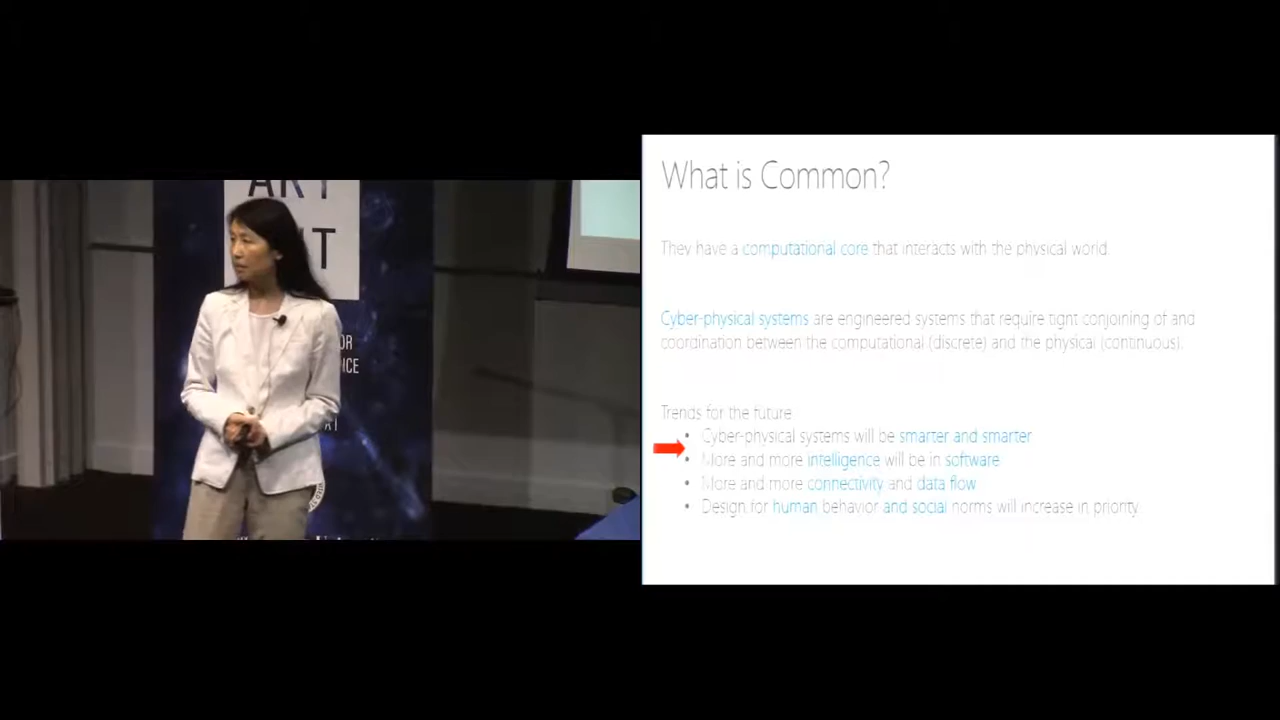 What is Common?
They have a computational core that interacts with the physical world.
Cyber-physical systems are engineered systems that require tight conjoining of and
coordination between the computational (discrete) and the physical (continuous).
Trends for the future
• Cyber-physical systems will be smarter and smarter
• More and more intelligence will be in software
• More and more connectivity and data flow
• Design for human behavior and social norms will increase in priority.